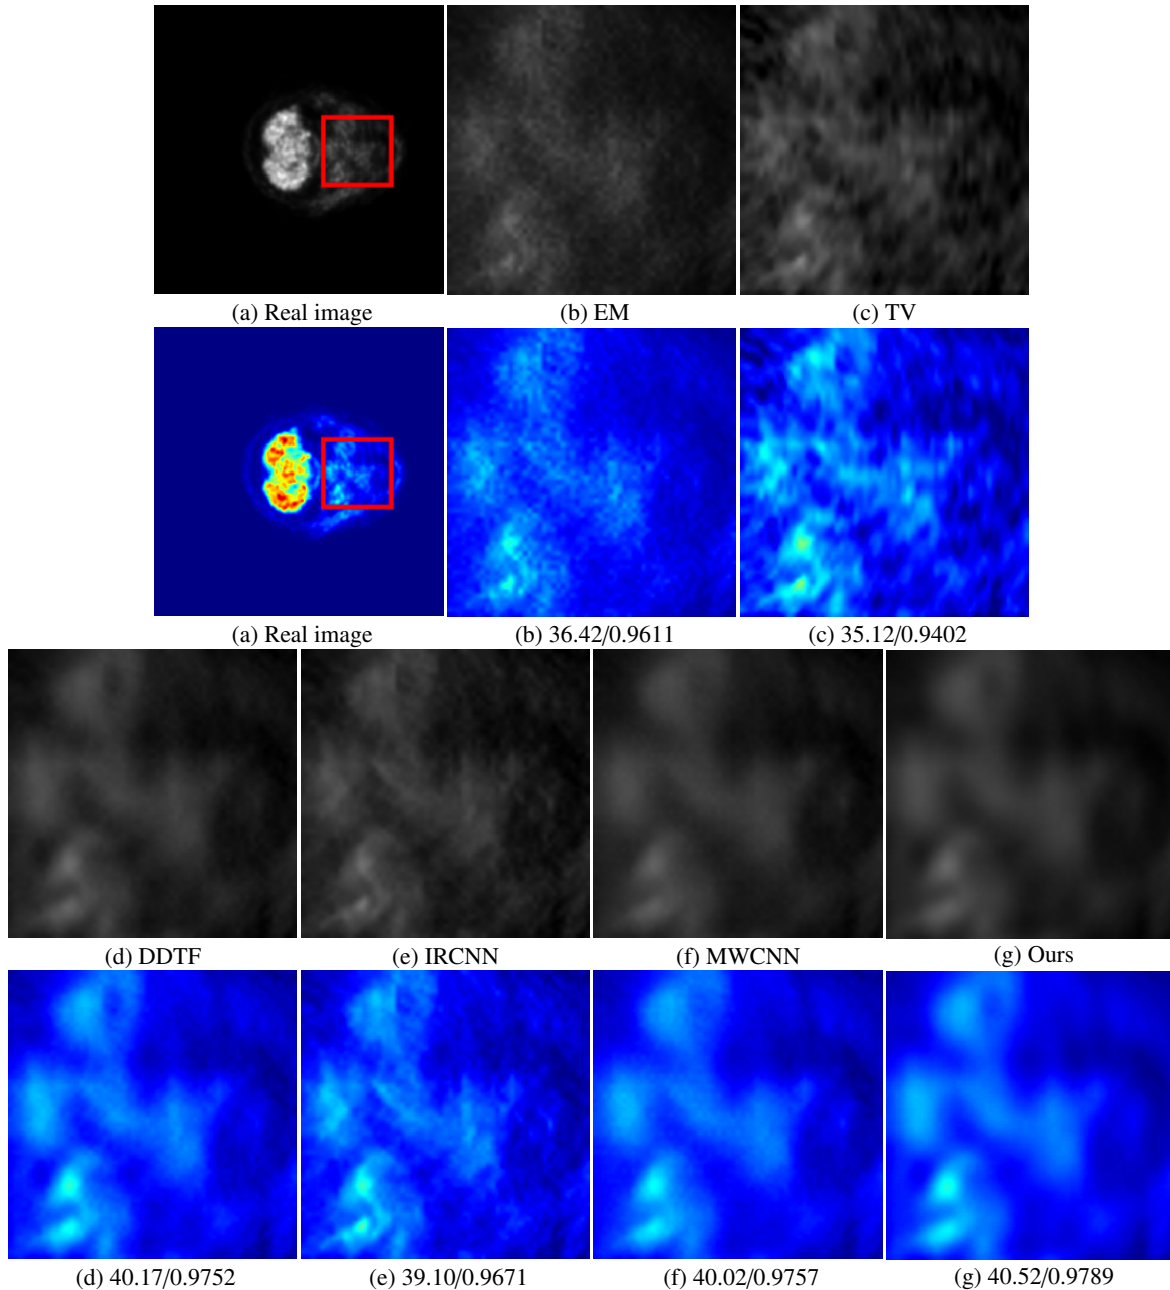 (a) Real image
(b) EM
(c) TV
(a) Real image
(b) 36.42/0.9611
(c) 35.12/0.9402
(d) DDTF
(e) IRCNN
(f) MWCNN
(g) Ours
(d) 40.17/0.9752
(e) 39.10/0.9671
(f) 40.02/0.9757
(g) 40.52/0.9789